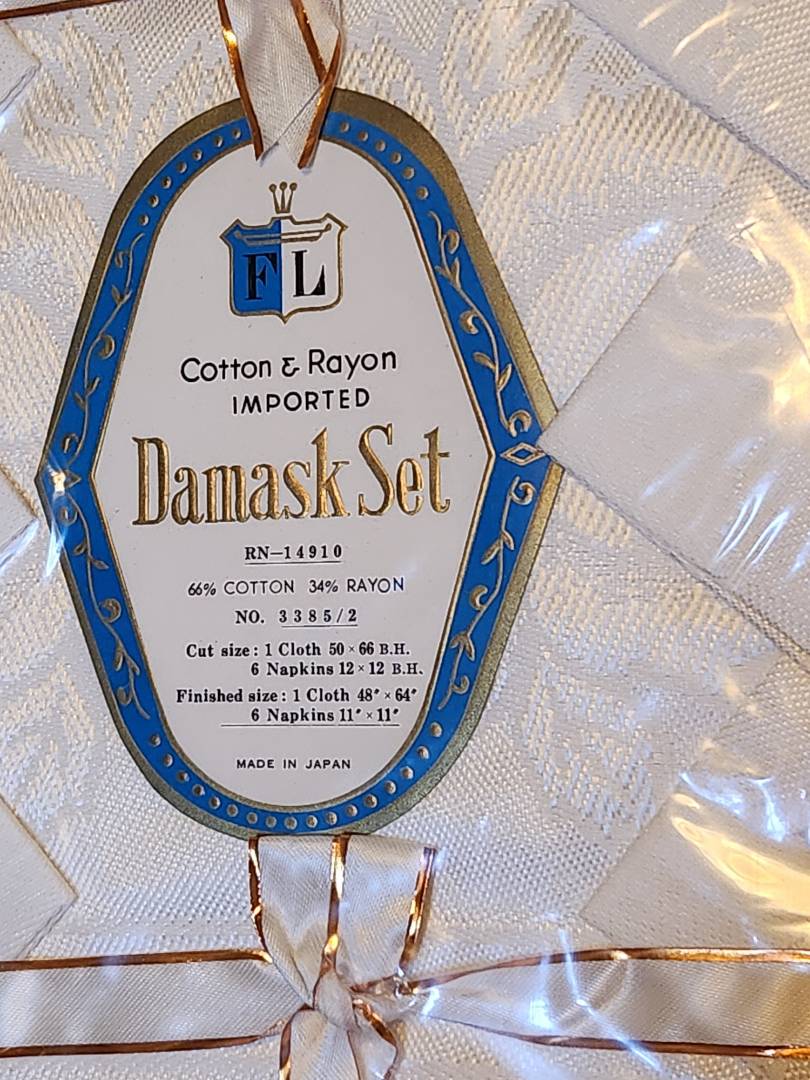 FL
Cotton & Rayon
IMPORTED
Damask Set
RN-14910
66% COTTON 34% RAYON
NO. 3385/2
Cut size: 1 Cloth 50 × 66 B.H.
6 Napkins 12 × 12 B.H.
Finished size: 1 Cloth 48" × 64"
6 Napkins 11" × 11"
MADE IN JAPAN